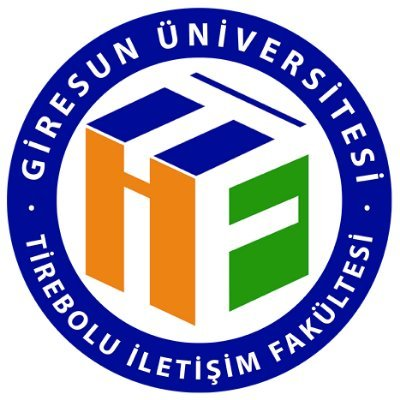 GİRESUN ÜNİVERSİTESİ
TİREBOLU İLETİŞİM FAKÜLTESİ